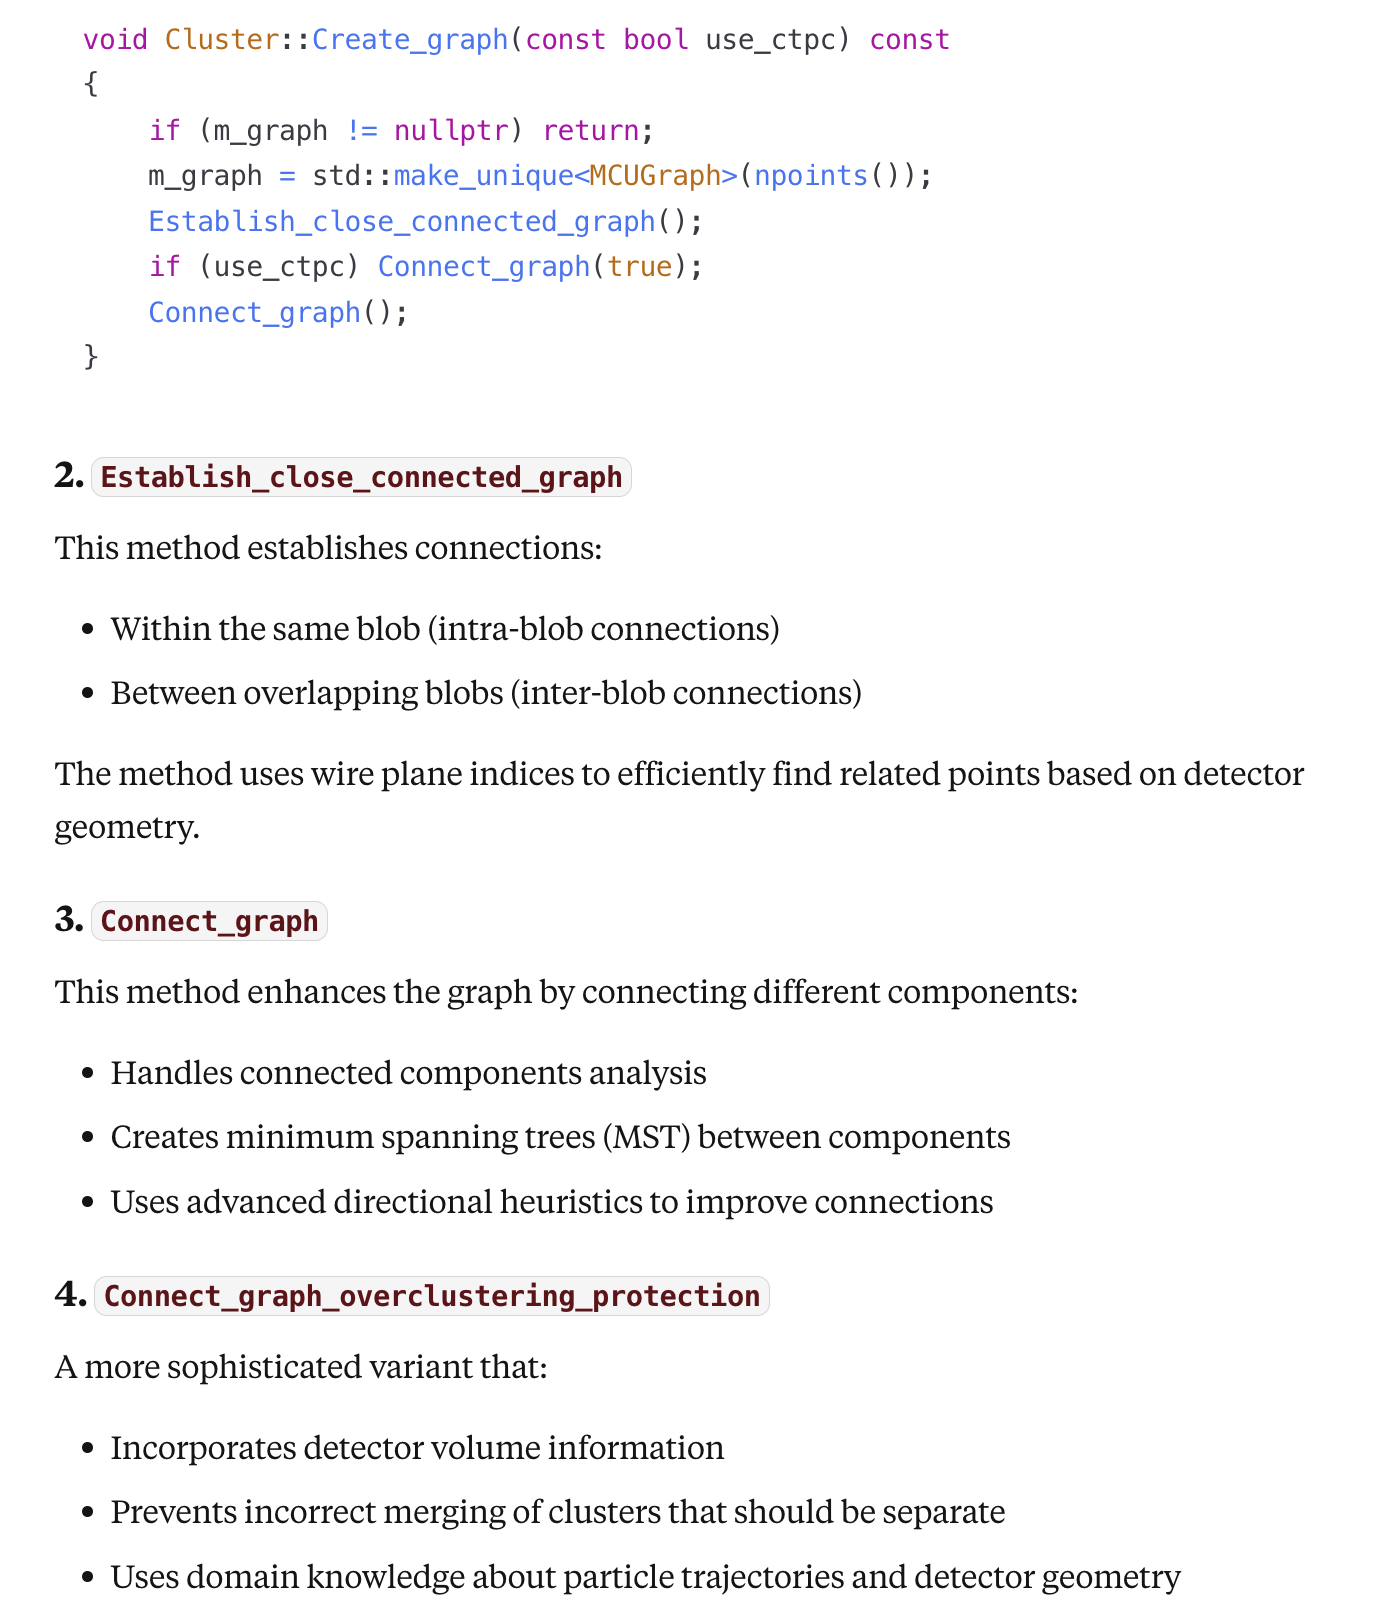 void Cluster::Create_graph(const bool use_ctpc) const
{
    if (m_graph != nullptr) return;
    m_graph = std::make_unique<MCUGraph>(npoints());
    Establish_close_connected_graph();
    if (use_ctpc) Connect_graph(true);
    Connect_graph();
}
2. Establish_close_connected_graph
This method establishes connections:
• Within the same blob (intra-blob connections)
• Between overlapping blobs (inter-blob connections)
The method uses wire plane indices to efficiently find related points based on detector
geometry.
3. Connect_graph
This method enhances the graph by connecting different components:
• Handles connected components analysis
• Creates minimum spanning trees (MST) between components
• Uses advanced directional heuristics to improve connections
4. Connect_graph_overclustering_protection
A more sophisticated variant that:
• Incorporates detector volume information
• Prevents incorrect merging of clusters that should be separate
• Uses domain knowledge about particle trajectories and detector geometry